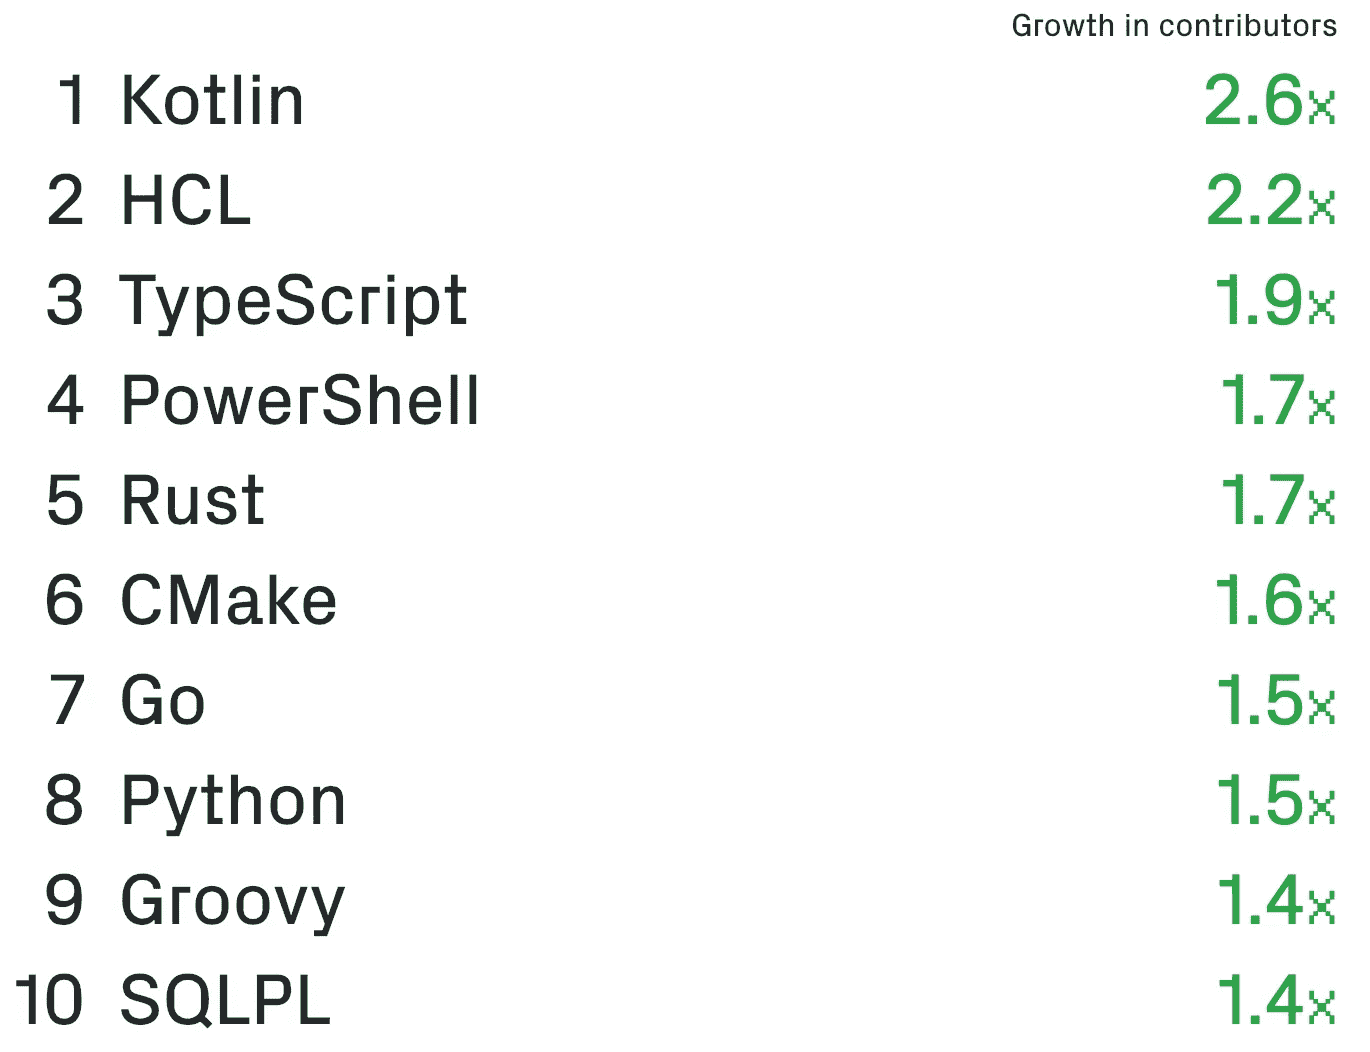 Growth in contributors
1 Kotlin 2.6x
2 HCL 2.2x
3 TypeScript 1.9x
4 PowerShell 1.7x
5 Rust 1.7x
6 CMake 1.6x
7 Go 1.5x
8 Python 1.5x
9 Groovy 1.4x
10 SQLPL 1.4x